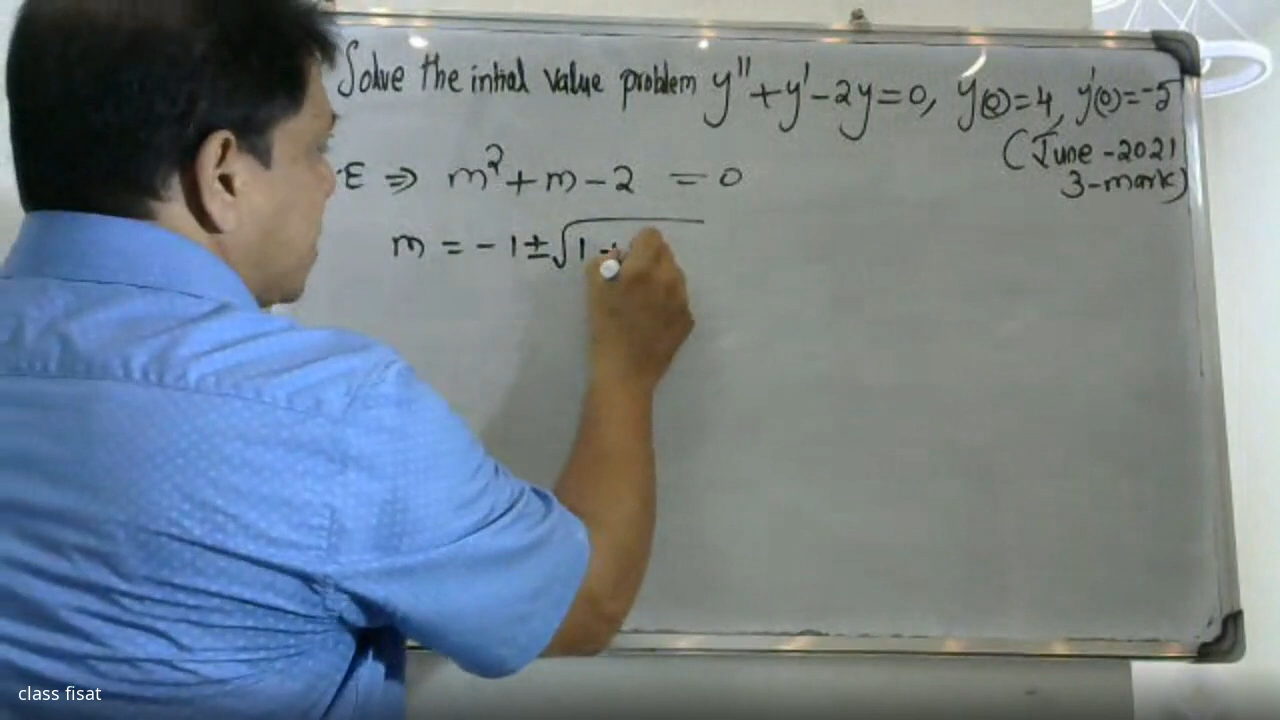 Solve the intial value problem y''+y'-2y=0, y(0)=4, y'(0)=-5
(June-2021
3-mark)
E ⇒ m²+m-2 =0
m = -1±√1
class fisat